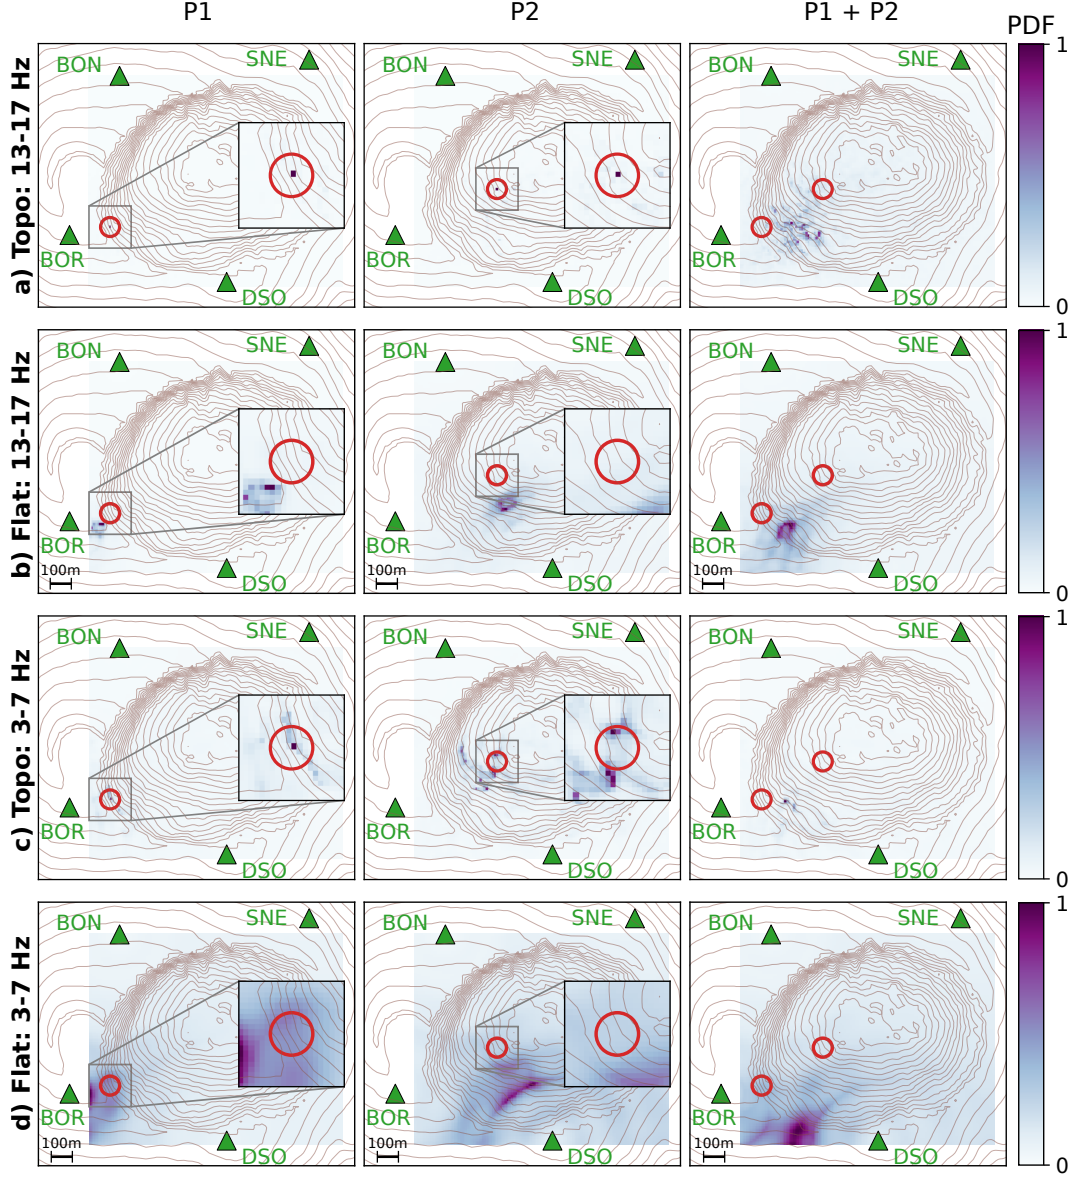 P1 P2 P1 + P2
PDF
a) Topo: 13-17 Hz
BON SNE BOR DSO
BON SNE BOR DSO
BON SNE BOR DSO
1
0
b) Flat: 13-17 Hz
BON SNE BOR DSO 100m
BON SNE BOR DSO 100m
BON SNE BOR DSO 100m
1
0
c) Topo: 3-7 Hz
BON SNE BOR DSO
BON SNE BOR DSO
BON SNE BOR DSO
1
0
d) Flat: 3-7 Hz
BON SNE BOR DSO 100m
BON SNE BOR DSO 100m
BON SNE BOR DSO 100m
1
0